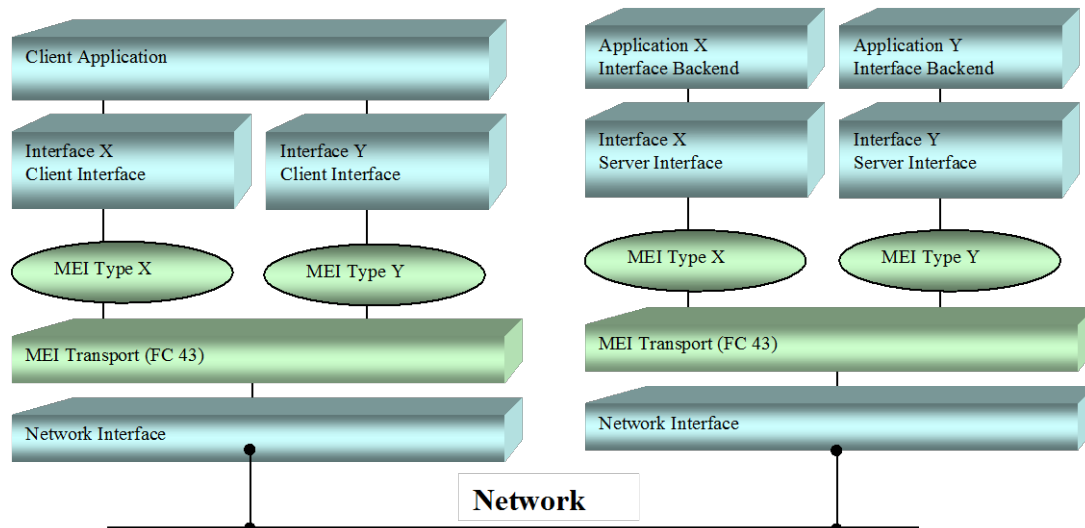 Client Application
Interface X
Client Interface
Interface Y
Client Interface
MEI Type X
MEI Type Y
MEI Transport (FC 43)
Network Interface
Application X
Interface Backend
Application Y
Interface Backend
Interface X
Server Interface
Interface Y
Server Interface
MEI Type X
MEI Type Y
MEI Transport (FC 43)
Network Interface
Network